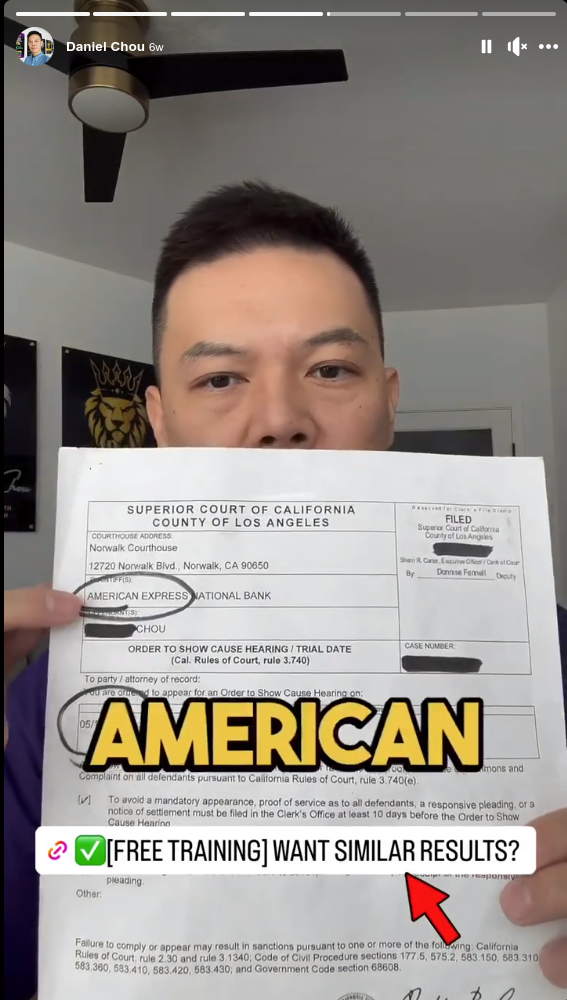 Daniel Chou 6w
SUPERIOR COURT OF CALIFORNIA
COUNTY OF LOS ANGELES
Reserved for Clerk's File Stamp
FILED
Superior Court of California
County of Los Angeles
COURTHOUSE ADDRESS:
Norwalk Courthouse
12720 Norwalk Blvd., Norwalk, CA 90650
Sherri R. Carter, Executive Officer / Clerk of Court
By Deputy
PLAINTIFF(S):
AMERICAN EXPRESS NATIONAL BANK
DEFENDANT(S):
CHOU
ORDER TO SHOW CAUSE HEARING / TRIAL DATE
(Cal. Rules of Court, rule 3.740)
CASE NUMBER:
To party / attorney of record:
You are ordered to appear for an Order to Show Cause Hearing on:
05/
AMERICAN
Complaint on all defendants pursuant to California Rules of Court, rule 3.740(e).
[✓] To avoid a mandatory appearance, proof of service as to all defendants, a responsive pleading, or a
notice of settlement must be filed in the Clerk's Office at least 10 days before the Order to Show
Cause Hearing
✅[FREE TRAINING] WANT SIMILAR RESULTS?
pleading.
Other:
Failure to comply or appear may result in sanctions pursuant to one or more of the following: California
Rules of Court, rule 2.30 and rule 3.1340; Code of Civil Procedure sections 177.5, 575.2, 583.150, 583.310
583.360, 583.410, 583.420, 583.430; and Government Code section 68608.